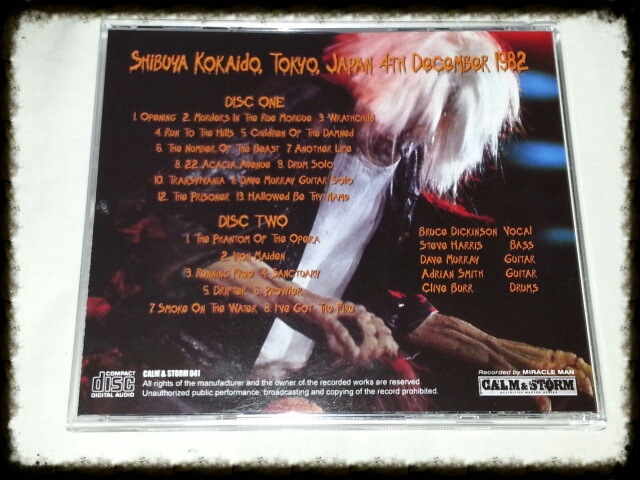 Shibuya Kokaido, Tokyo, Japan 4th December 1982
Disc One
1. Opening 2. Murders In The Rue Morgue 3. Wrathchild
4. Run To The Hills 5. Children Of The Damned
6. The Number Of The Beast 7. Another Life
8. 22 Acacia Avenue 9. Drum Solo
10. Transylvania 11. Dave Murray Guitar Solo
12. The Prisoner 13. Hallowed Be Thy Name
Disc Two
1. The Phantom Of The Opera
2. Iron Maiden
3. Running Free 4. Sanctuary
5. Drifter 6. Prowler
7. Smoke On The Water 8. I've Got The Fire
Bruce Dickinson Vocal
Steve Harris Bass
Dave Murray Guitar
Adrian Smith Guitar
Clive Burr Drums
COMPACT
disc
DIGITAL AUDIO
CALM & STORM 041
All rights of the manufacturer and the owner of the recorded works are reserved.
Unauthorized public performance, broadcasting and copying of the record prohibited.
Recorded by MIRACLE MAN
CALM & STORM